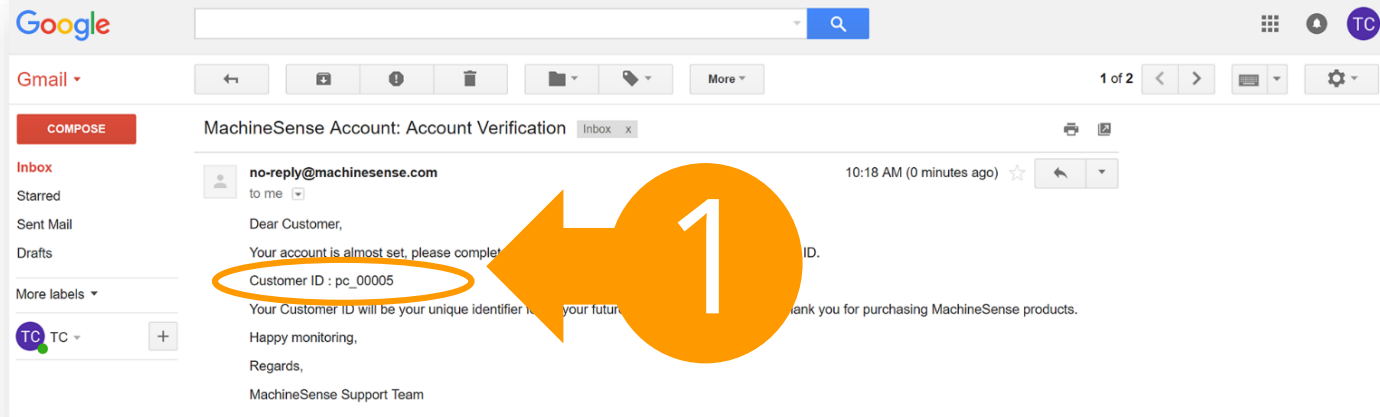 Google
TC
Gmail
More
1 of 2
COMPOSE
MachineSense Account: Account Verification Inbox x
Inbox
Starred
Sent Mail
Drafts
More labels
TC TC +
no-reply@machinesense.com 10:18 AM (0 minutes ago)
to me
Dear Customer,
Your account is almost set, please ID.
Customer ID : pc_00005
Your Customer ID will be your unique identifier your you for purchasing MachineSense products.
Happy monitoring,
Regards,
MachineSense Support Team
1